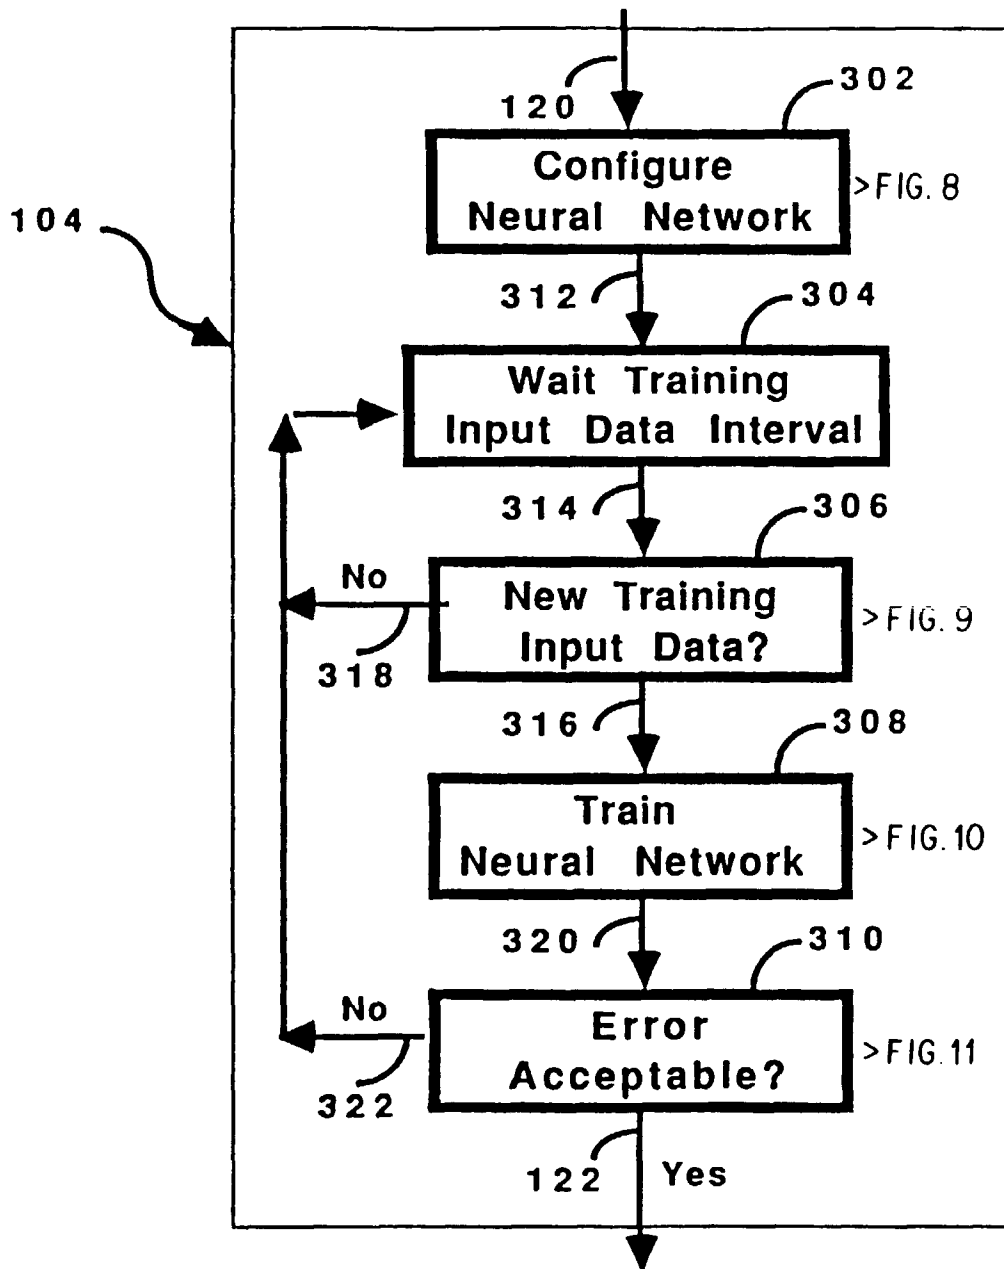 120
302
Configure
Neural Network
>FIG. 8
104
312
304
Wait Training
Input Data Interval
314
306
No
New Training
Input Data?
>FIG. 9
318
316
308
Train
Neural Network
>FIG. 10
320
310
No
Error
Acceptable?
>FIG. 11
322
122
Yes